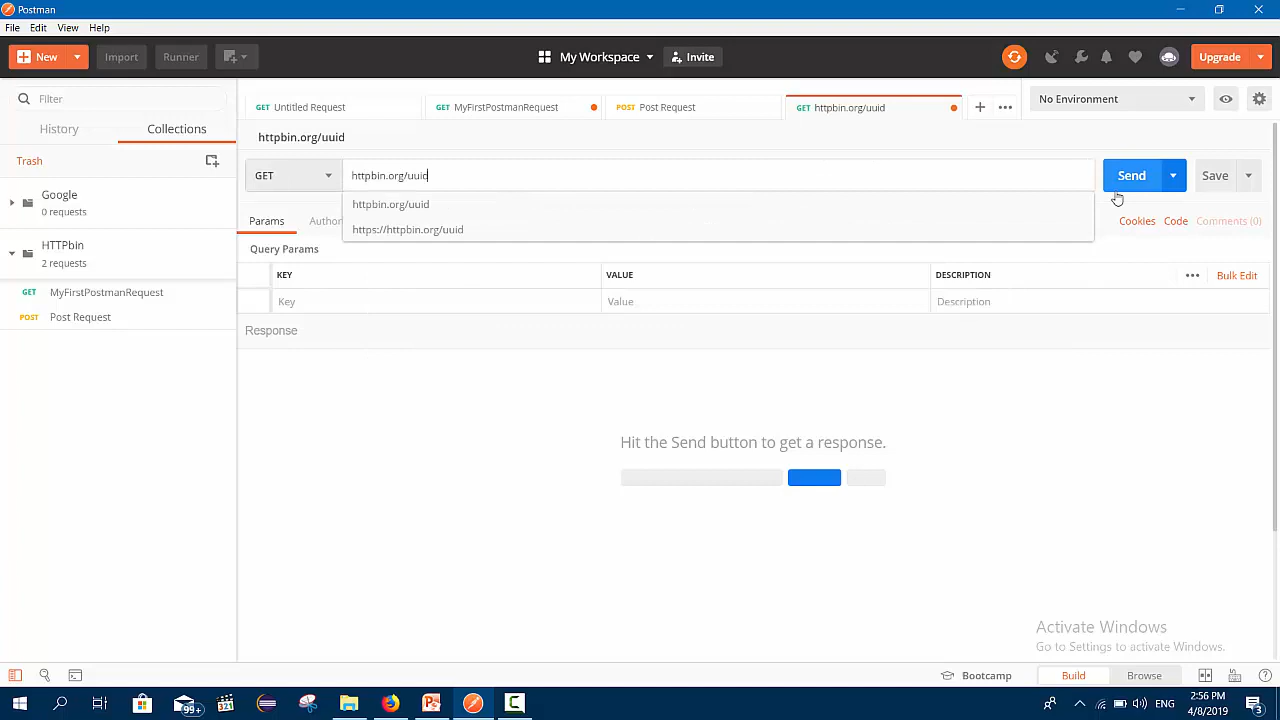 Postman
File Edit View Help
New Import Runner My Workspace Invite Upgrade
Filter
History Collections
Trash
Google
0 requests
HTTPbin
2 requests
GET MyFirstPostmanRequest
POST Post Request
GET Untitled Request GET MyFirstPostmanRequest POST Post Request GET httpbin.org/uuid No Environment
httpbin.org/uuid
GET httpbin.org/uuid Send Save
httpbin.org/uuid
https://httpbin.org/uuid
Params Author Cookies Code Comments (0)
Query Params
KEY VALUE DESCRIPTION Bulk Edit
Key Value Description
Response
Hit the Send button to get a response.
Activate Windows
Go to Settings to activate Windows.
Bootcamp Build Browse
99+ 321 ENG 2:56 PM
4/8/2019 3